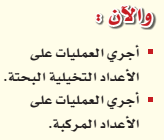 والآن :
▪ أجري العمليات على
الأعداد التخيلية البحتة.
▪ أجري العمليات على
الأعداد المركبة.